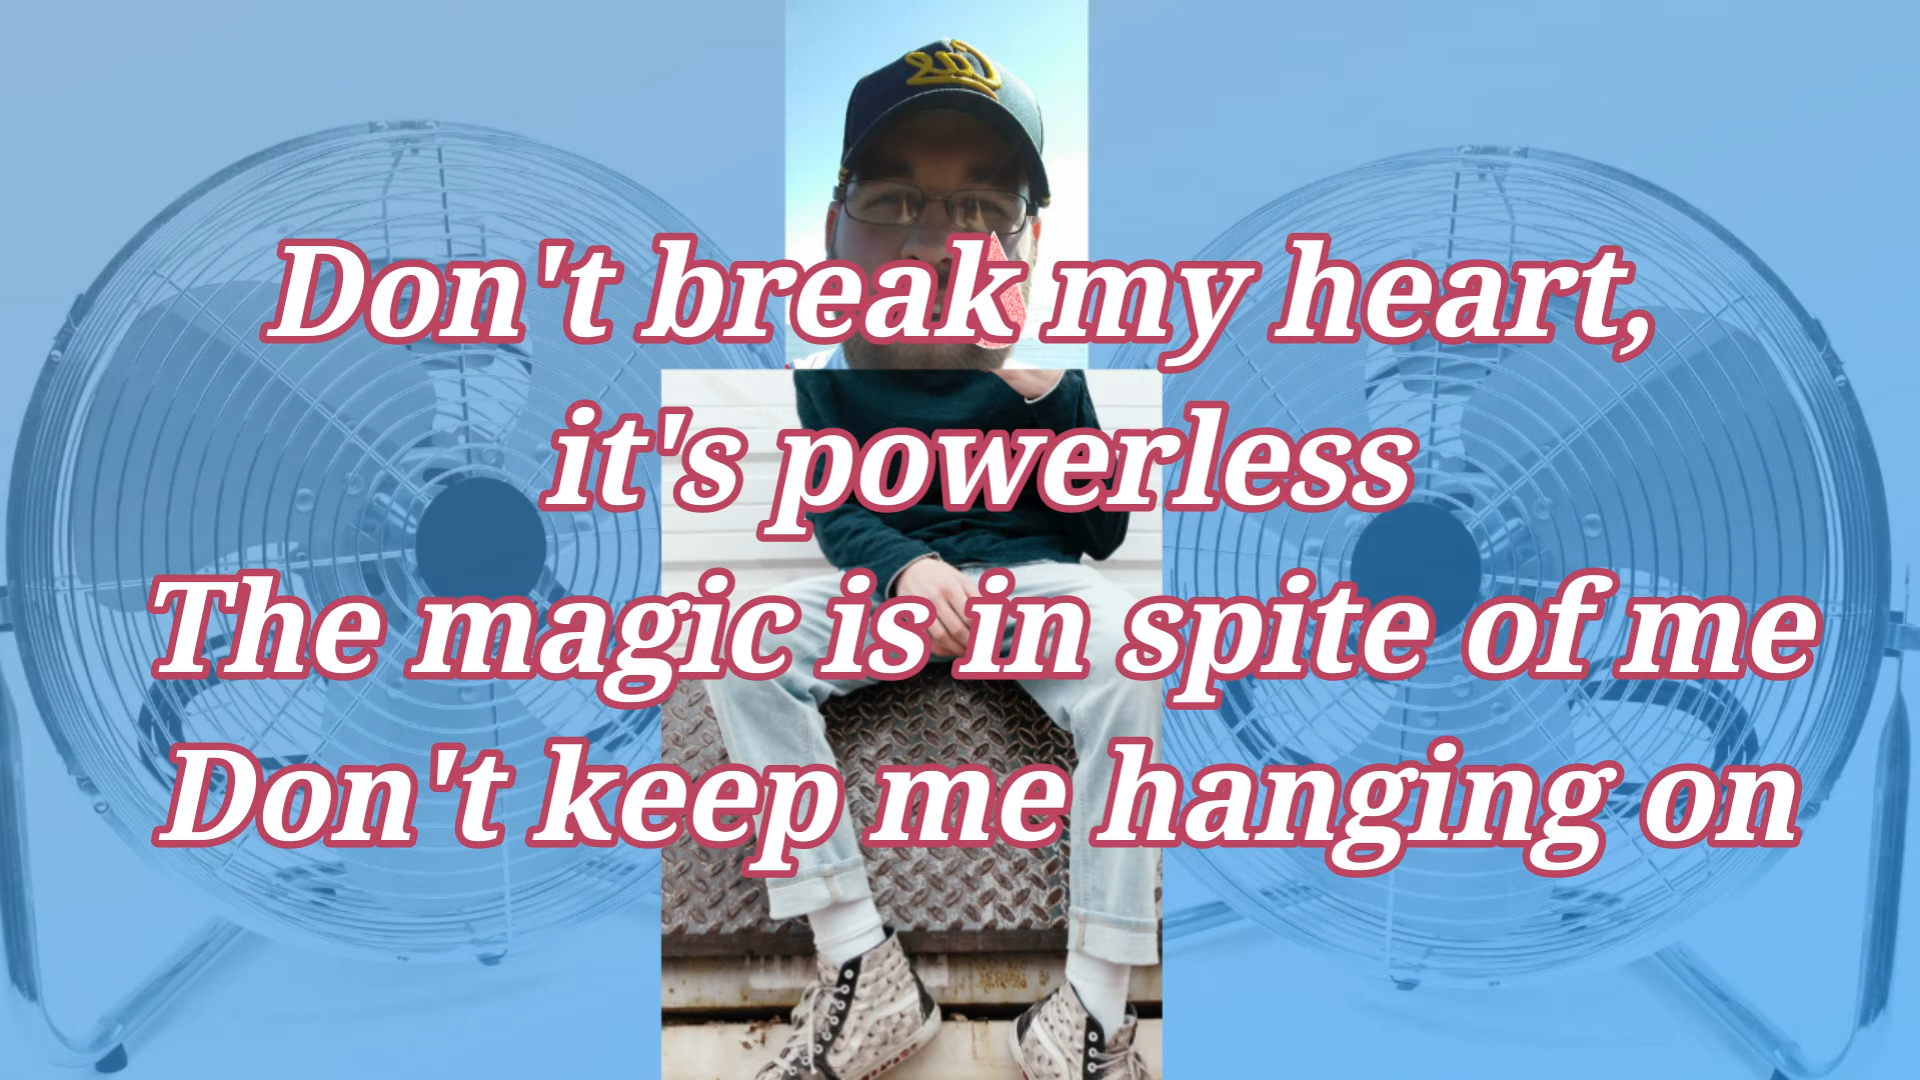 Don't break my heart,
it's powerless
The magic is in spite of me
Don't keep me hanging on